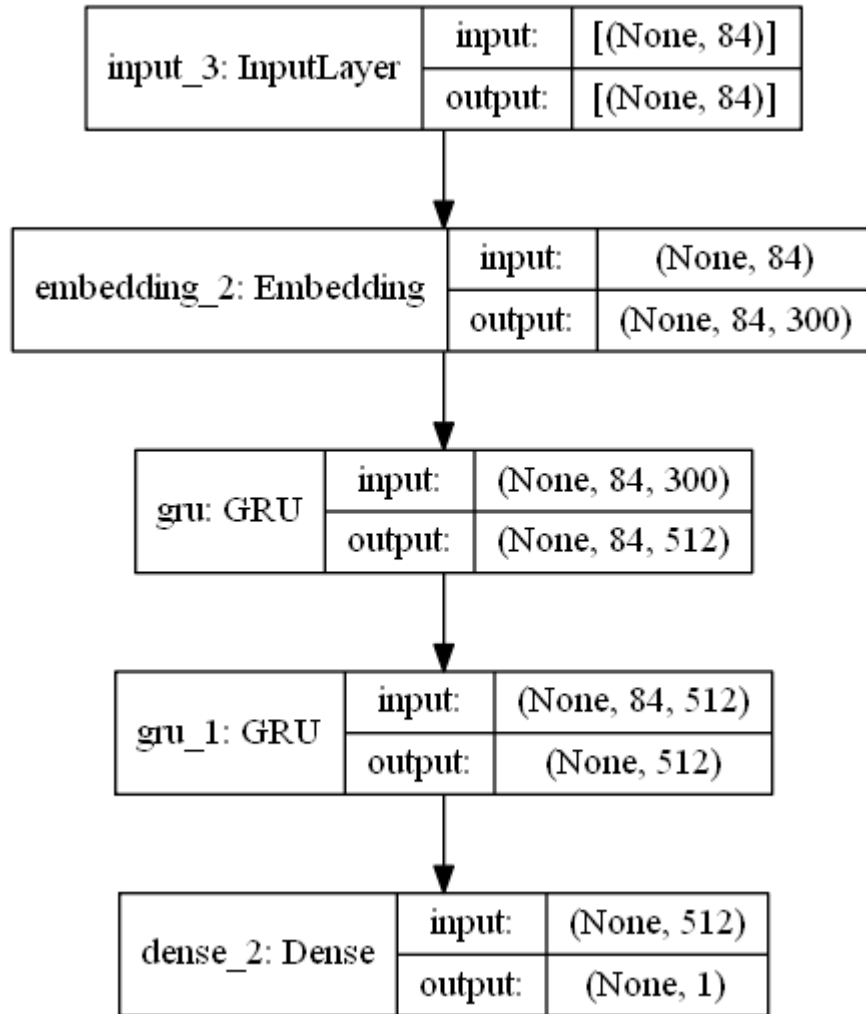 input_3: InputLayer
input: [(None, 84)]
output: [(None, 84)]
embedding_2: Embedding
input: (None, 84)
output: (None, 84, 300)
gru: GRU
input: (None, 84, 300)
output: (None, 84, 512)
gru_1: GRU
input: (None, 84, 512)
output: (None, 512)
dense_2: Dense
input: (None, 512)
output: (None, 1)